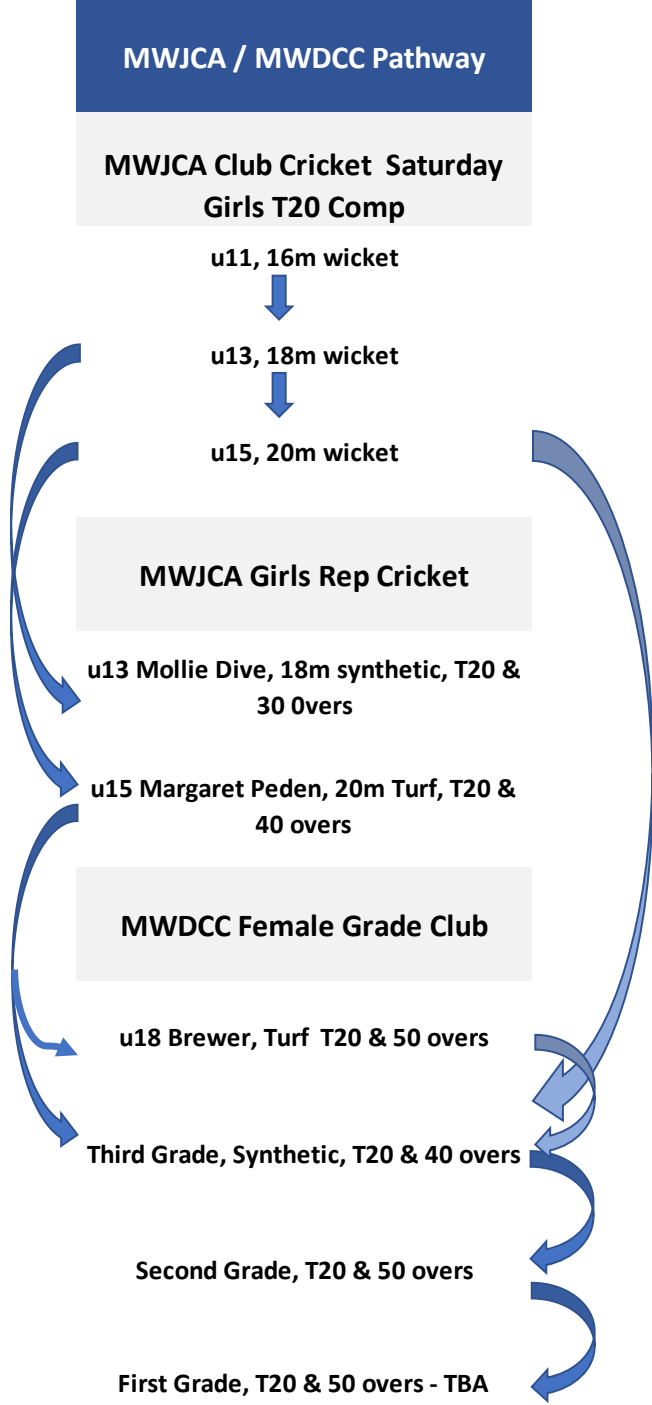 MWJCA / MWDCC Pathway
MWJCA Club Cricket  Saturday
Girls T20 Comp
u11, 16m wicket
u13, 18m wicket
u15, 20m wicket
MWJCA Girls Rep Cricket
u13 Mollie Dive, 18m synthetic, T20 &
30 0vers
u15 Margaret Peden, 20m Turf, T20 &
40 overs
MWDCC Female Grade Club
u18 Brewer, Turf  T20 & 50 overs
Third Grade, Synthetic, T20 & 40 overs
Second Grade, T20 & 50 overs
First Grade, T20 & 50 overs - TBA